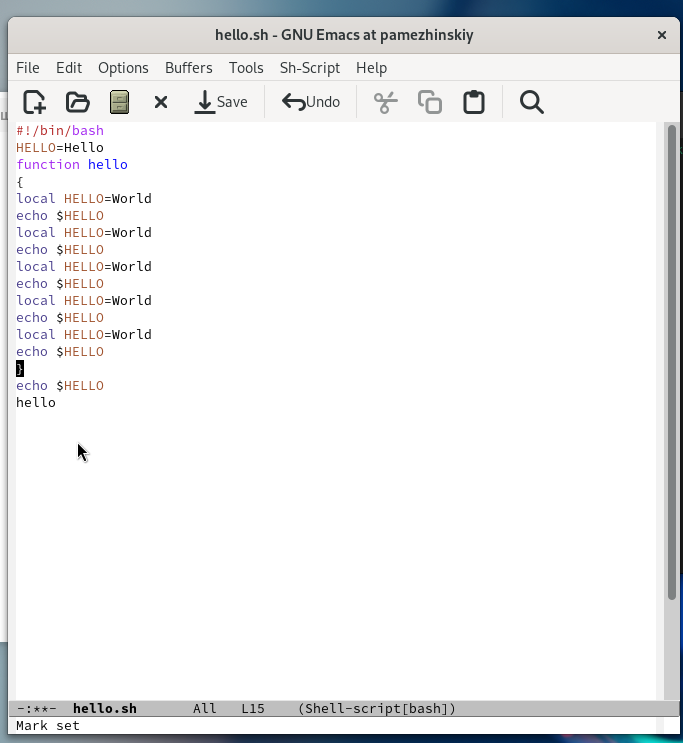 hello.sh - GNU Emacs at pamezhinskiy
File Edit Options Buffers Tools Sh-Script Help
Save Undo
#!/bin/bash
HELLO=Hello
function hello
{
local HELLO=World
echo $HELLO
local HELLO=World
echo $HELLO
local HELLO=World
echo $HELLO
local HELLO=World
echo $HELLO
local HELLO=World
echo $HELLO
}
echo $HELLO
hello
-:**- hello.sh All L15 (Shell-script[bash])
Mark set